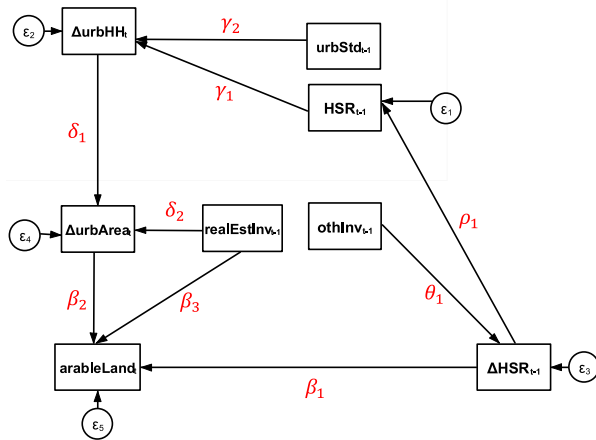 ε₂
ΔurbHHₜ
γ₂
urbStdₜ₋₁
γ₁
HSRₜ₋₁
ε₁
δ₁
ε₄
ΔurbAreaₜ
δ₂
realEstInvₜ₋₁
othInvₜ₋₁
ρ₁
β₂
β₃
θ₁
arableLandₜ
β₁
ΔHSRₜ₋₁
ε₃
ε₅